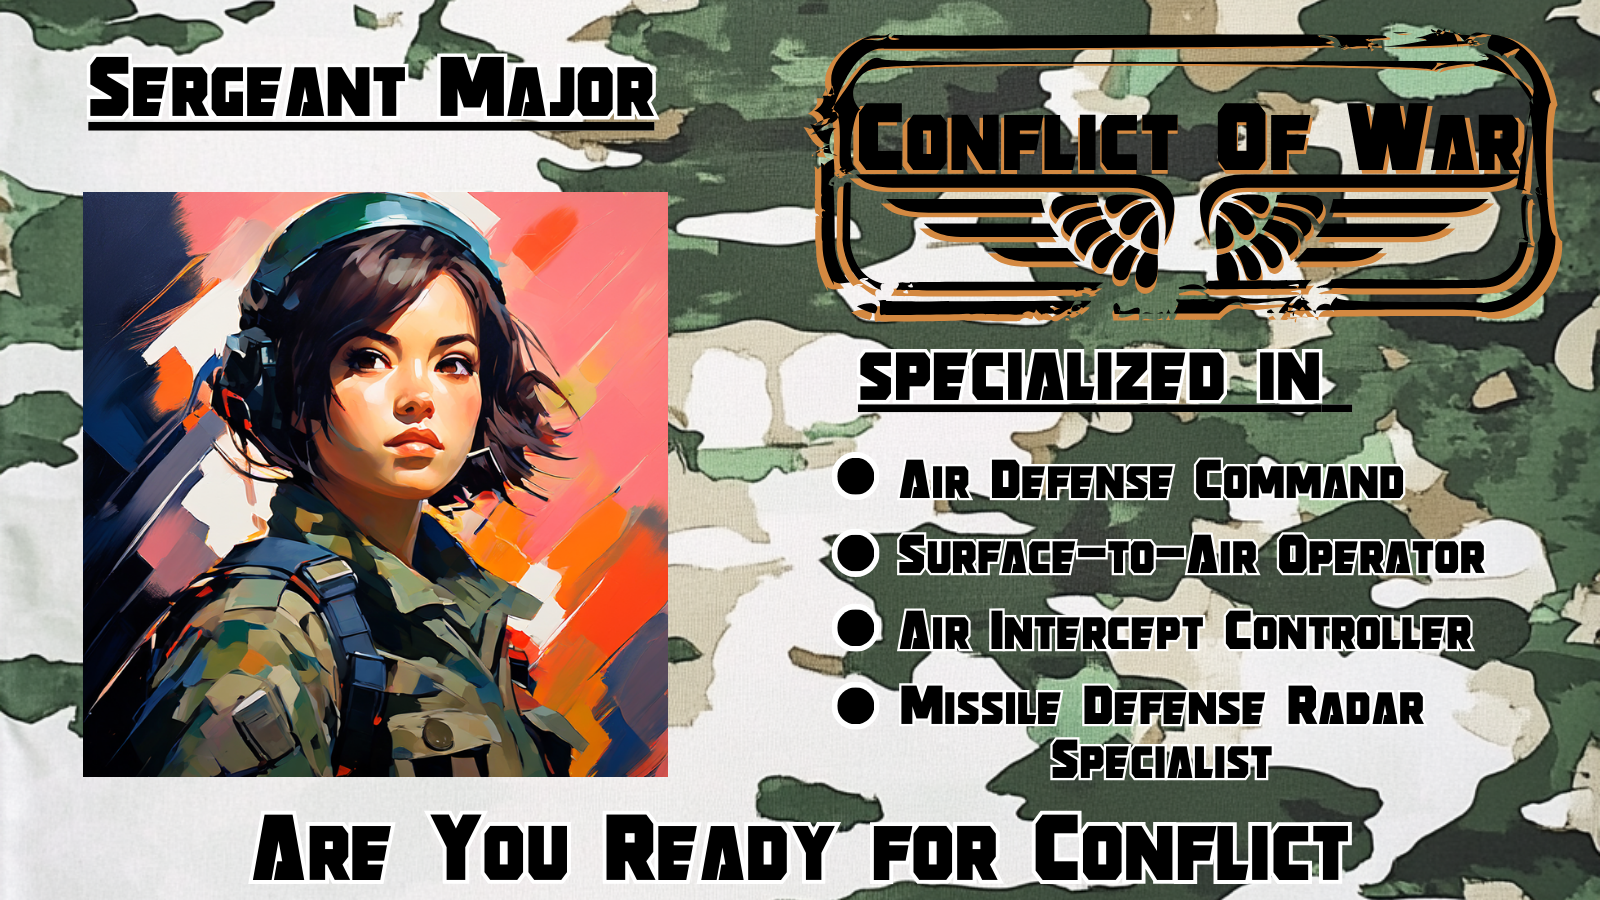 Sergeant Major
Conflict Of War
SPECIALIZED IN
Air Defense Command
Surface-to-Air Operator
Air Intercept Controller
Missile Defense Radar
Specialist
Are You Ready for Conflict